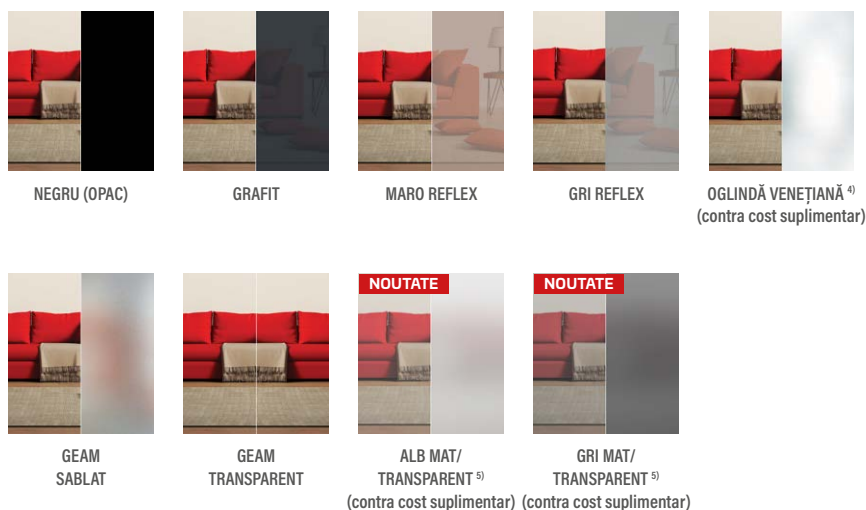 NEGRU (OPAC)
GRAFIT
MARO REFLEX
GRI REFLEX
OGLINDĂ VENEȚIANĂ 4)
(contra cost suplimentar)
GEAM
SABLAT
GEAM
TRANSPARENT
NOUTATE
ALB MAT/
TRANSPARENT 5)
(contra cost suplimentar)
NOUTATE
GRI MAT/
TRANSPARENT 5)
(contra cost suplimentar)